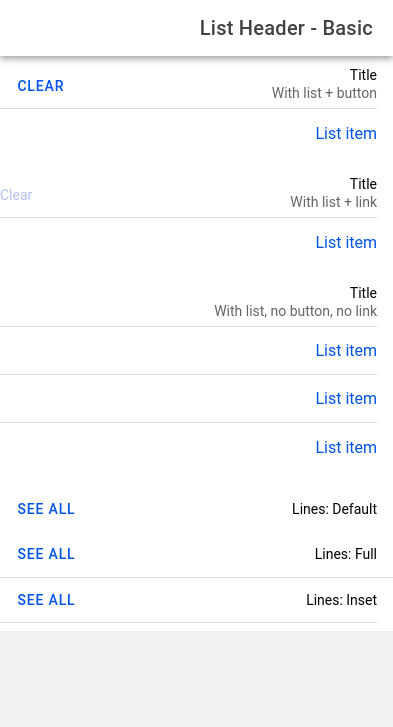 List Header - Basic
Title
CLEAR
With list + button
List item
Title
Clear
With list + link
List item
Title
With list, no button, no link
List item
List item
List item
Lines: Default
SEE ALL
Lines: Full
SEE ALL
Lines: Inset
SEE ALL